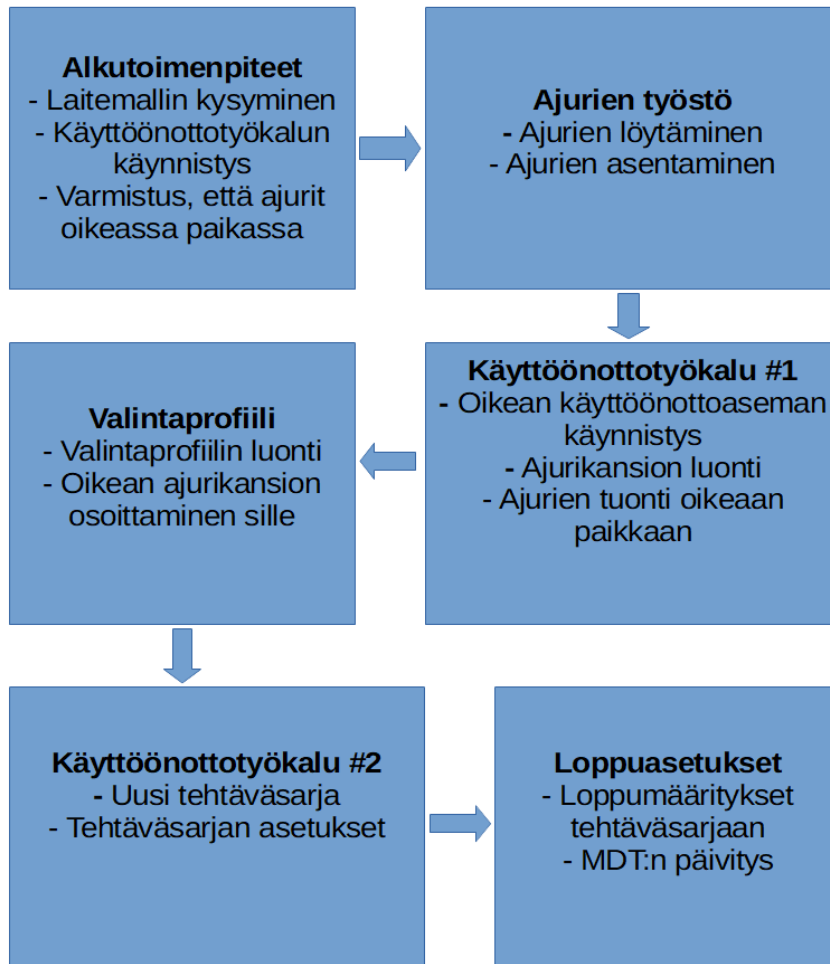 Alkutoimenpiteet
- Laitemallin kysyminen
- Käyttöönottotyökalun
käynnistys
- Varmistus, että ajurit
oikeassa paikassa
Ajurien työstö
- Ajurien löytäminen
- Ajurien asentaminen
Käyttöönottotyökalu #1
- Oikean käyttöönottoaseman
käynnistys
- Ajurikansion luonti
- Ajurien tuonti oikeaan
paikkaan
Valintaprofiili
- Valintaprofiilin luonti
- Oikean ajurikansion
osoittaminen sille
Käyttöönottotyökalu #2
- Uusi tehtäväsarja
- Tehtäväsarjan asetukset
Loppuasetukset
- Loppumääritykset
tehtäväsarjaan
- MDT:n päivitys